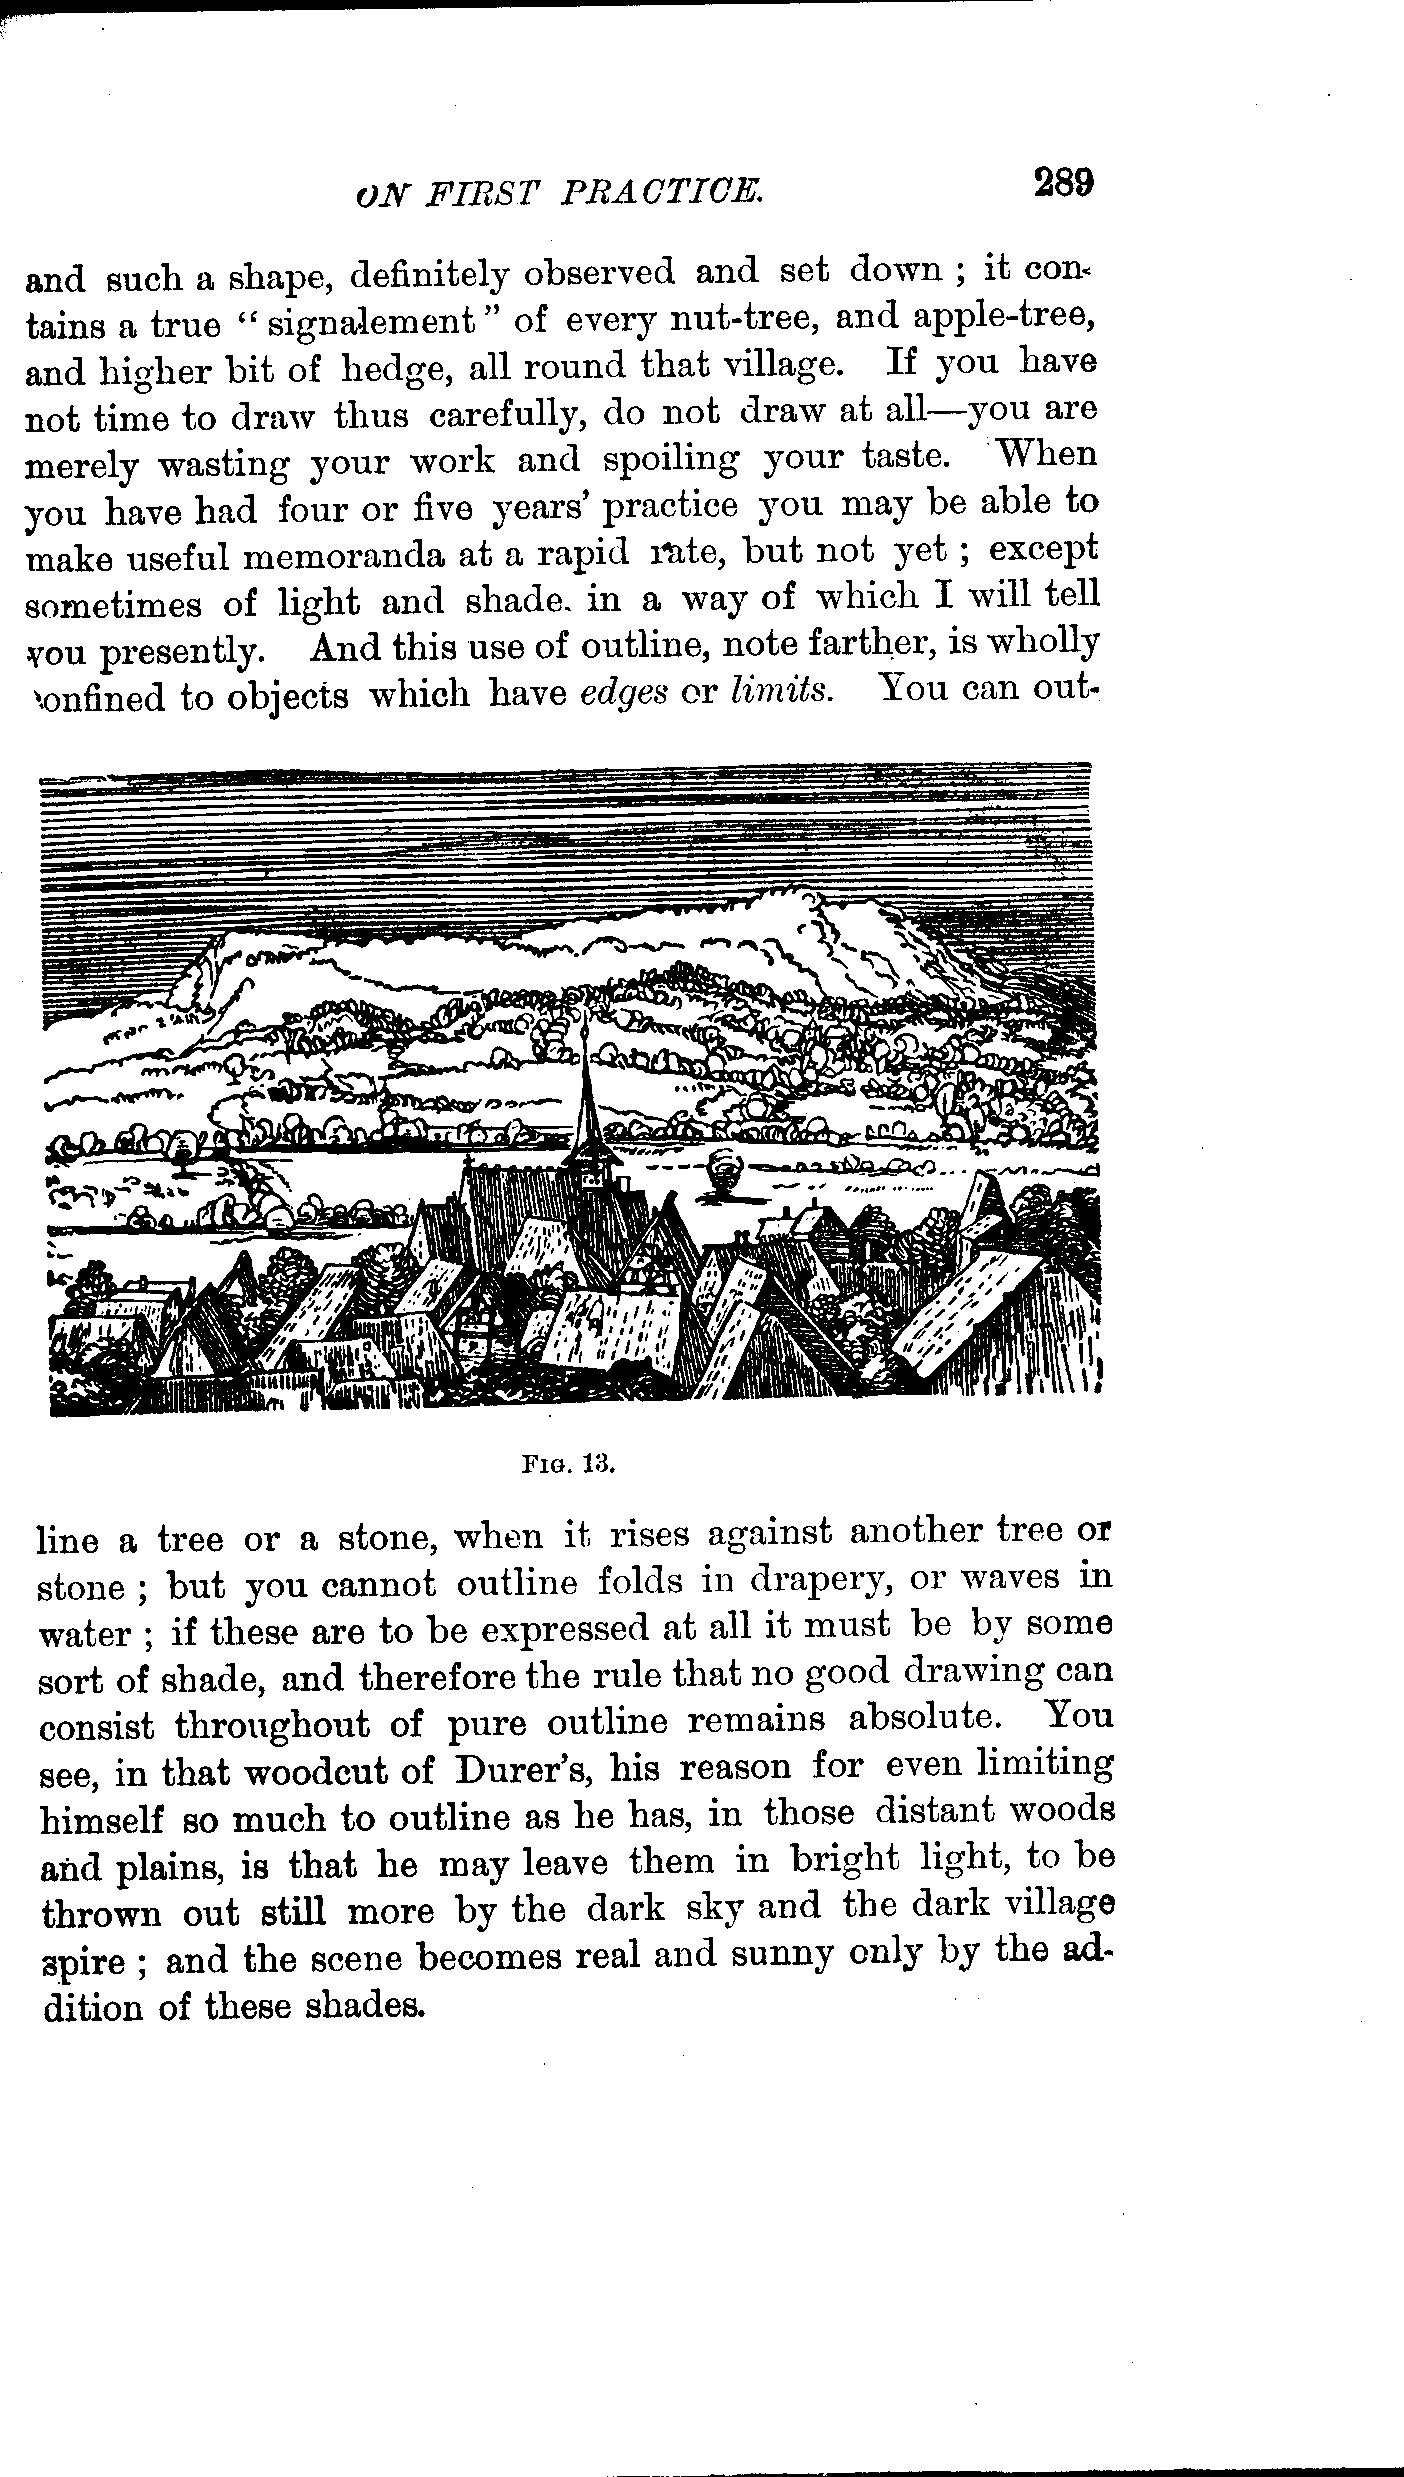 ON FIRST PRACTICE. 289
and such a shape, definitely observed and set down ; it con-
tains a true “ signalement ” of every nut-tree, and apple-tree,
and higher bit of hedge, all round that village. If you have
not time to draw thus carefully, do not draw at all—you are
merely wasting your work and spoiling your taste. When
you have had four or five years’ practice you may be able to
make useful memoranda at a rapid rate, but not yet ; except
sometimes of light and shade. in a way of which I will tell
you presently. And this use of outline, note farther, is wholly
confined to objects which have edges or limits. You can out-
FIG. 13.
line a tree or a stone, when it rises against another tree or
stone ; but you cannot outline folds in drapery, or waves in
water ; if these are to be expressed at all it must be by some
sort of shade, and therefore the rule that no good drawing can
consist throughout of pure outline remains absolute. You
see, in that woodcut of Durer’s, his reason for even limiting
himself so much to outline as he has, in those distant woods
and plains, is that he may leave them in bright light, to be
thrown out still more by the dark sky and the dark village
spire ; and the scene becomes real and sunny only by the ad-
dition of these shades.